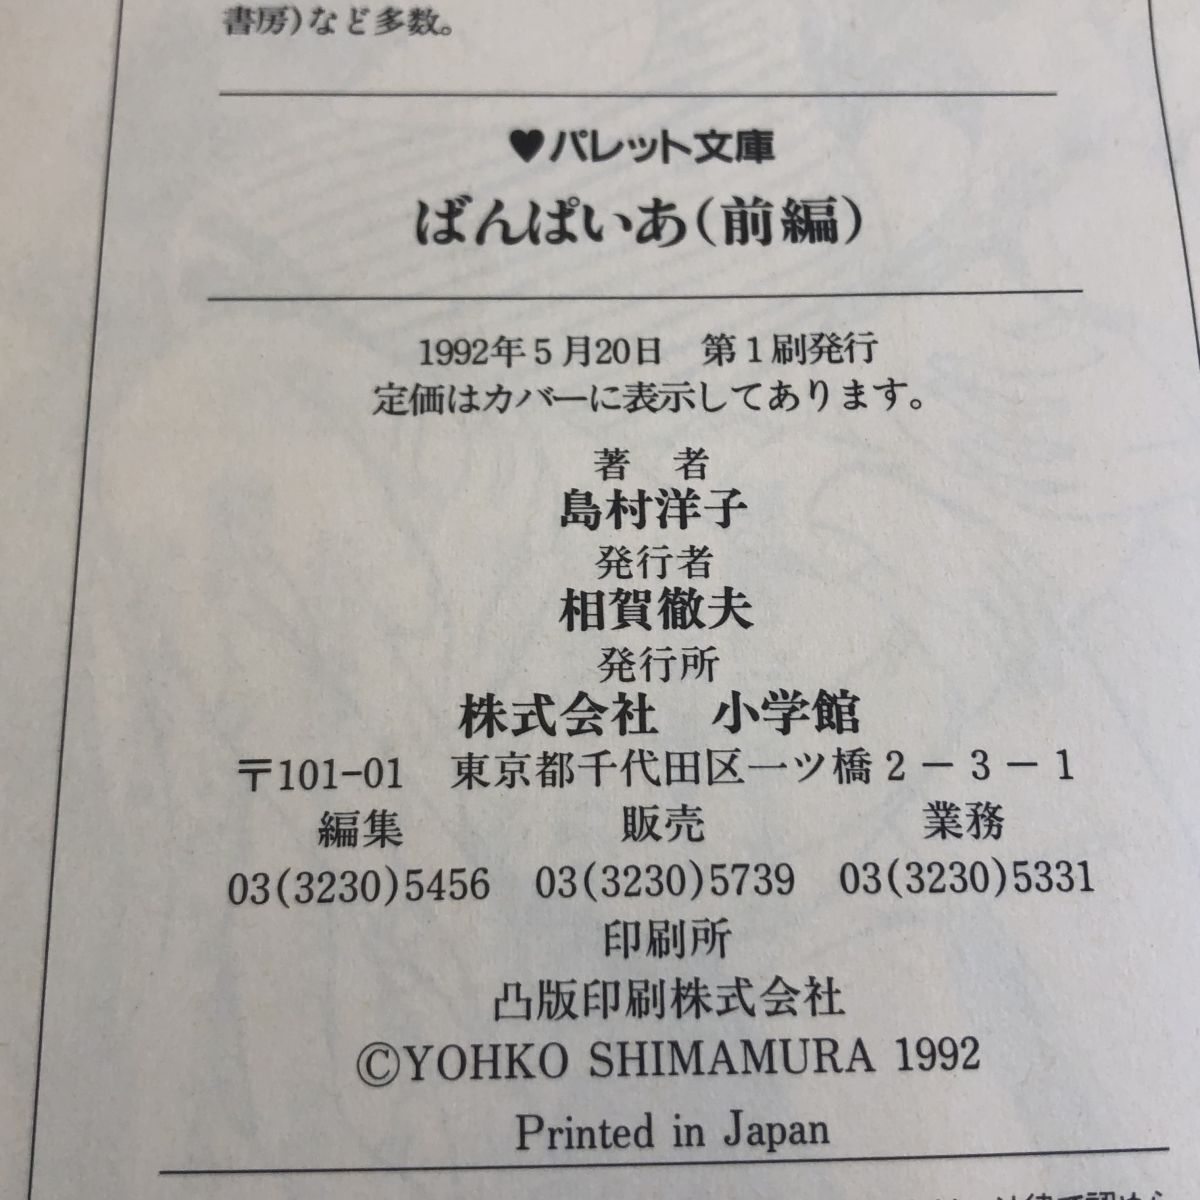 書房)など多数。
♥パレット文庫
ばんぱいあ(前編)
1992年5月20日　第1刷発行
定価はカバーに表示してあります。
著　者
島村洋子
発行者
相賀徹夫
発行所
株式会社　小学館
〒101-01　東京都千代田区一ツ橋2－3－1
編集　販売　業務
03(3230)5456　03(3230)5739　03(3230)5331
印刷所
凸版印刷株式会社
©YOHKO SHIMAMURA 1992
Printed in Japan